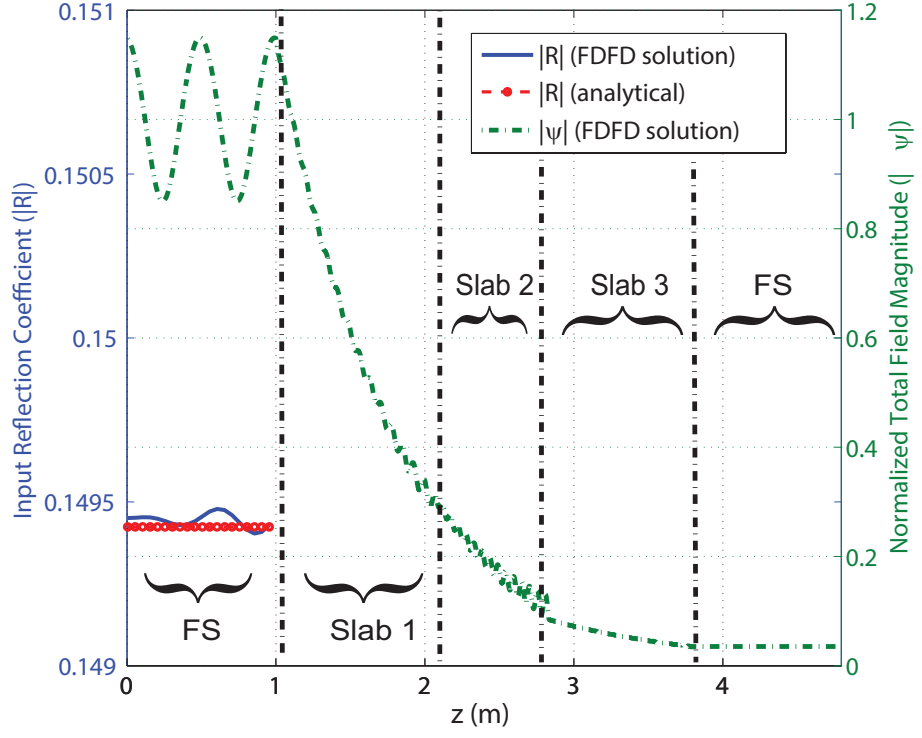 0.151
0.1505
0.15
0.1495
0.149
Input Reflection Coefficient (|R|)
1.2
1
0.8
0.6
0.4
0.2
0
Normalized Total Field Magnitude (| ψ|)
|R| (FDFD solution)
|R| (analytical)
|ψ| (FDFD solution)
Slab 2
Slab 3
FS
FS
Slab 1
0
1
2
3
4
z (m)